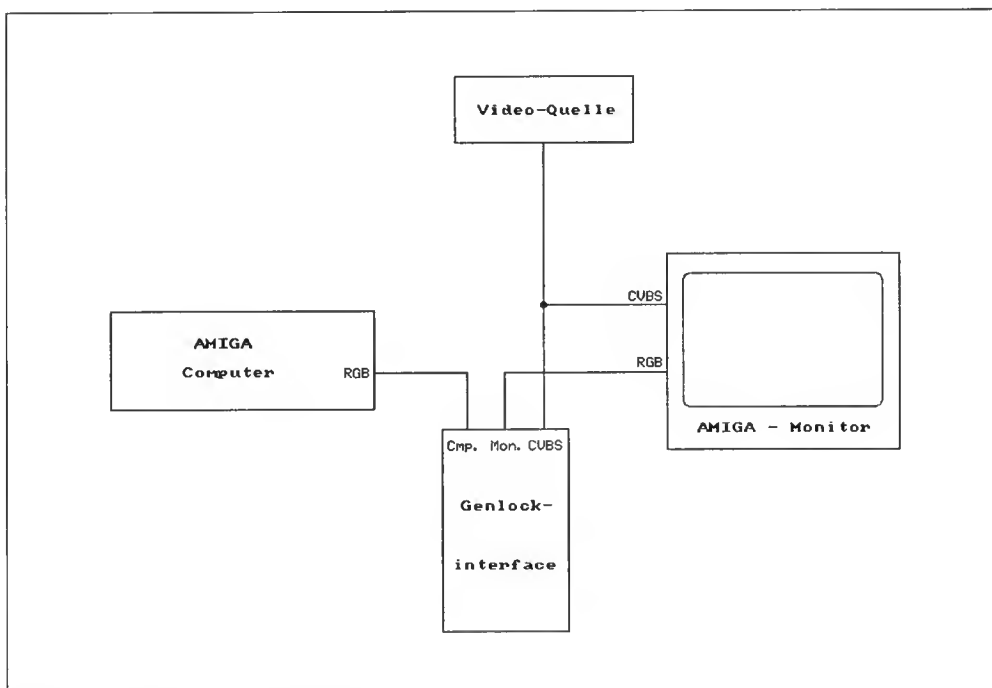 Video-Quelle
CVBS
AMIGA
Computer
RGB
RGB
AMIGA - Monitor
Cmp. Mon. CVBS
Genlock-
interface